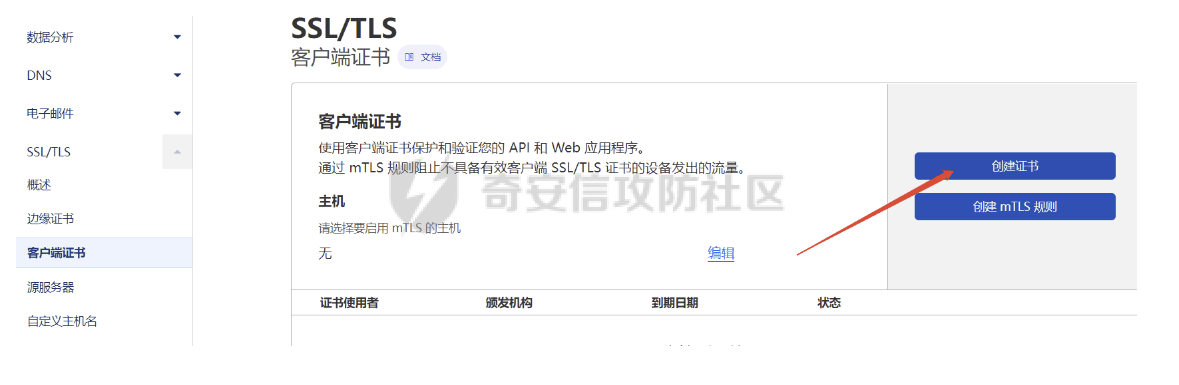 数据分析
DNS
电子邮件
SSL/TLS
概述
边缘证书
客户端证书
源服务器
自定义主机名
SSL/TLS
客户端证书 文档
客户端证书
使用客户端证书保护和验证您的 API 和 Web 应用程序。
通过 mTLS 规则阻止不具备有效客户端 SSL/TLS 证书的设备发出的流量。
主机
请选择要启用 mTLS 的主机
无 编辑
创建证书
创建 mTLS 规则
证书使用者 颁发机构 到期日期 状态
奇安信攻防社区